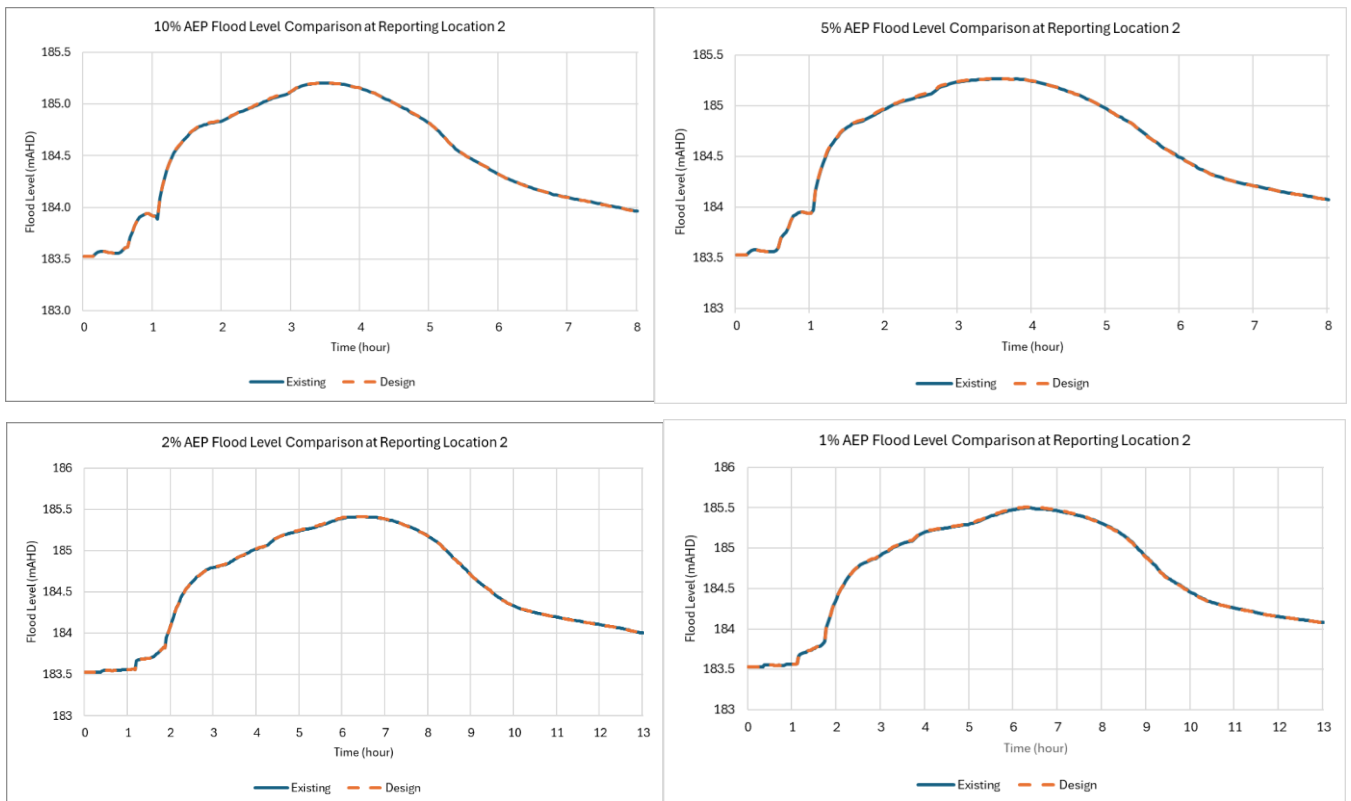 10% AEP Flood Level Comparison at Reporting Location 2
185.5
185.0
184.5
184.0
183.5
183.0
Flood Level (mAHD)
0 1 2 3 4 5 6 7 8
Time (hour)
Existing Design
5% AEP Flood Level Comparison at Reporting Location 2
185.5
185
184.5
184
183.5
183
Flood Level (mAHD)
0 1 2 3 4 5 6 7 8
Time (hour)
Existing Design
2% AEP Flood Level Comparison at Reporting Location 2
186
185.5
185
184.5
184
183.5
183
Flood Level (mAHD)
0 1 2 3 4 5 6 7 8 9 10 11 12 13
Time (hour)
Existing Design
1% AEP Flood Level Comparison at Reporting Location 2
186
185.5
185
184.5
184
183.5
183
Flood Level (mAHD)
0 1 2 3 4 5 6 7 8 9 10 11 12 13
Time (hour)
Existing Design